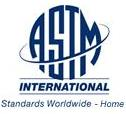 ASTM
INTERNATIONAL
Standards Worldwide - Home